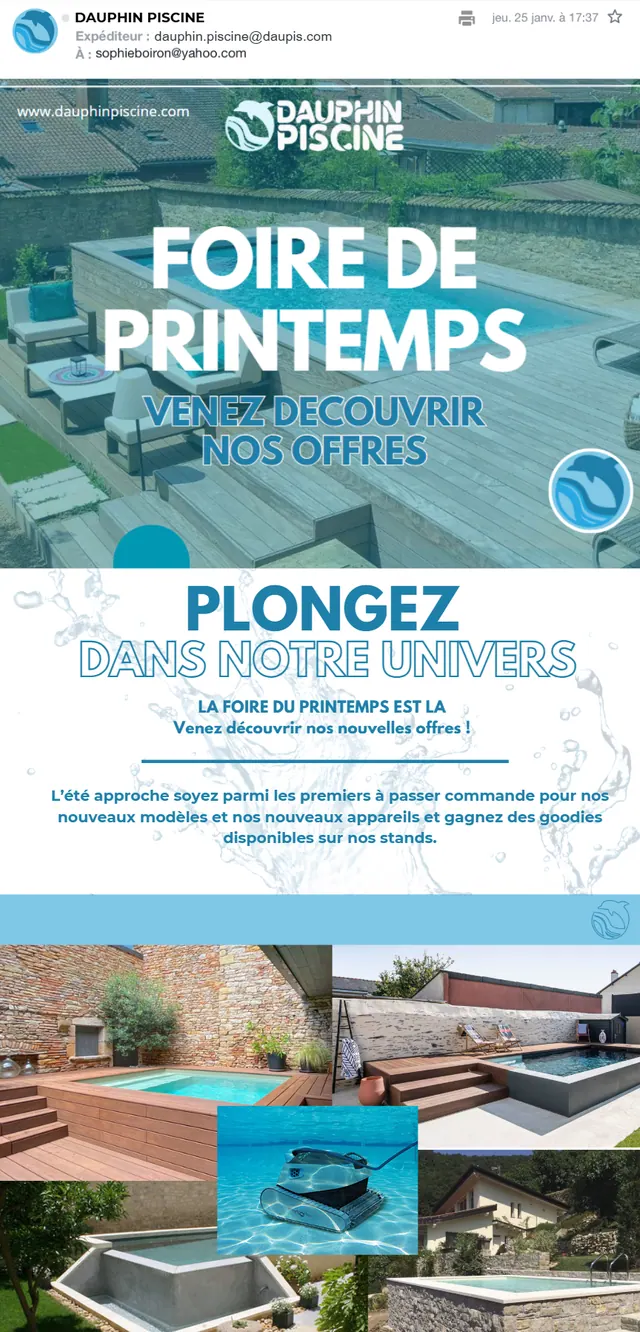 DAUPHIN PISCINE
jeu. 25 janv. à 17:37
Expéditeur : dauphin.piscine@daupis.com
À : sophieboiron@yahoo.com
www.dauphinpiscine.com
DAUPHIN
PISCINE
FOIRE DE
PRINTEMPS
VENEZ DECOUVRIR
NOS OFFRES
PLONGEZ
DANS NOTRE UNIVERS
LA FOIRE DU PRINTEMPS EST LA
Venez découvrir nos nouvelles offres !
L'été approche soyez parmi les premiers à passer commande pour nos
nouveaux modèles et nos nouveaux appareils et gagnez des goodies
disponibles sur nos stands.